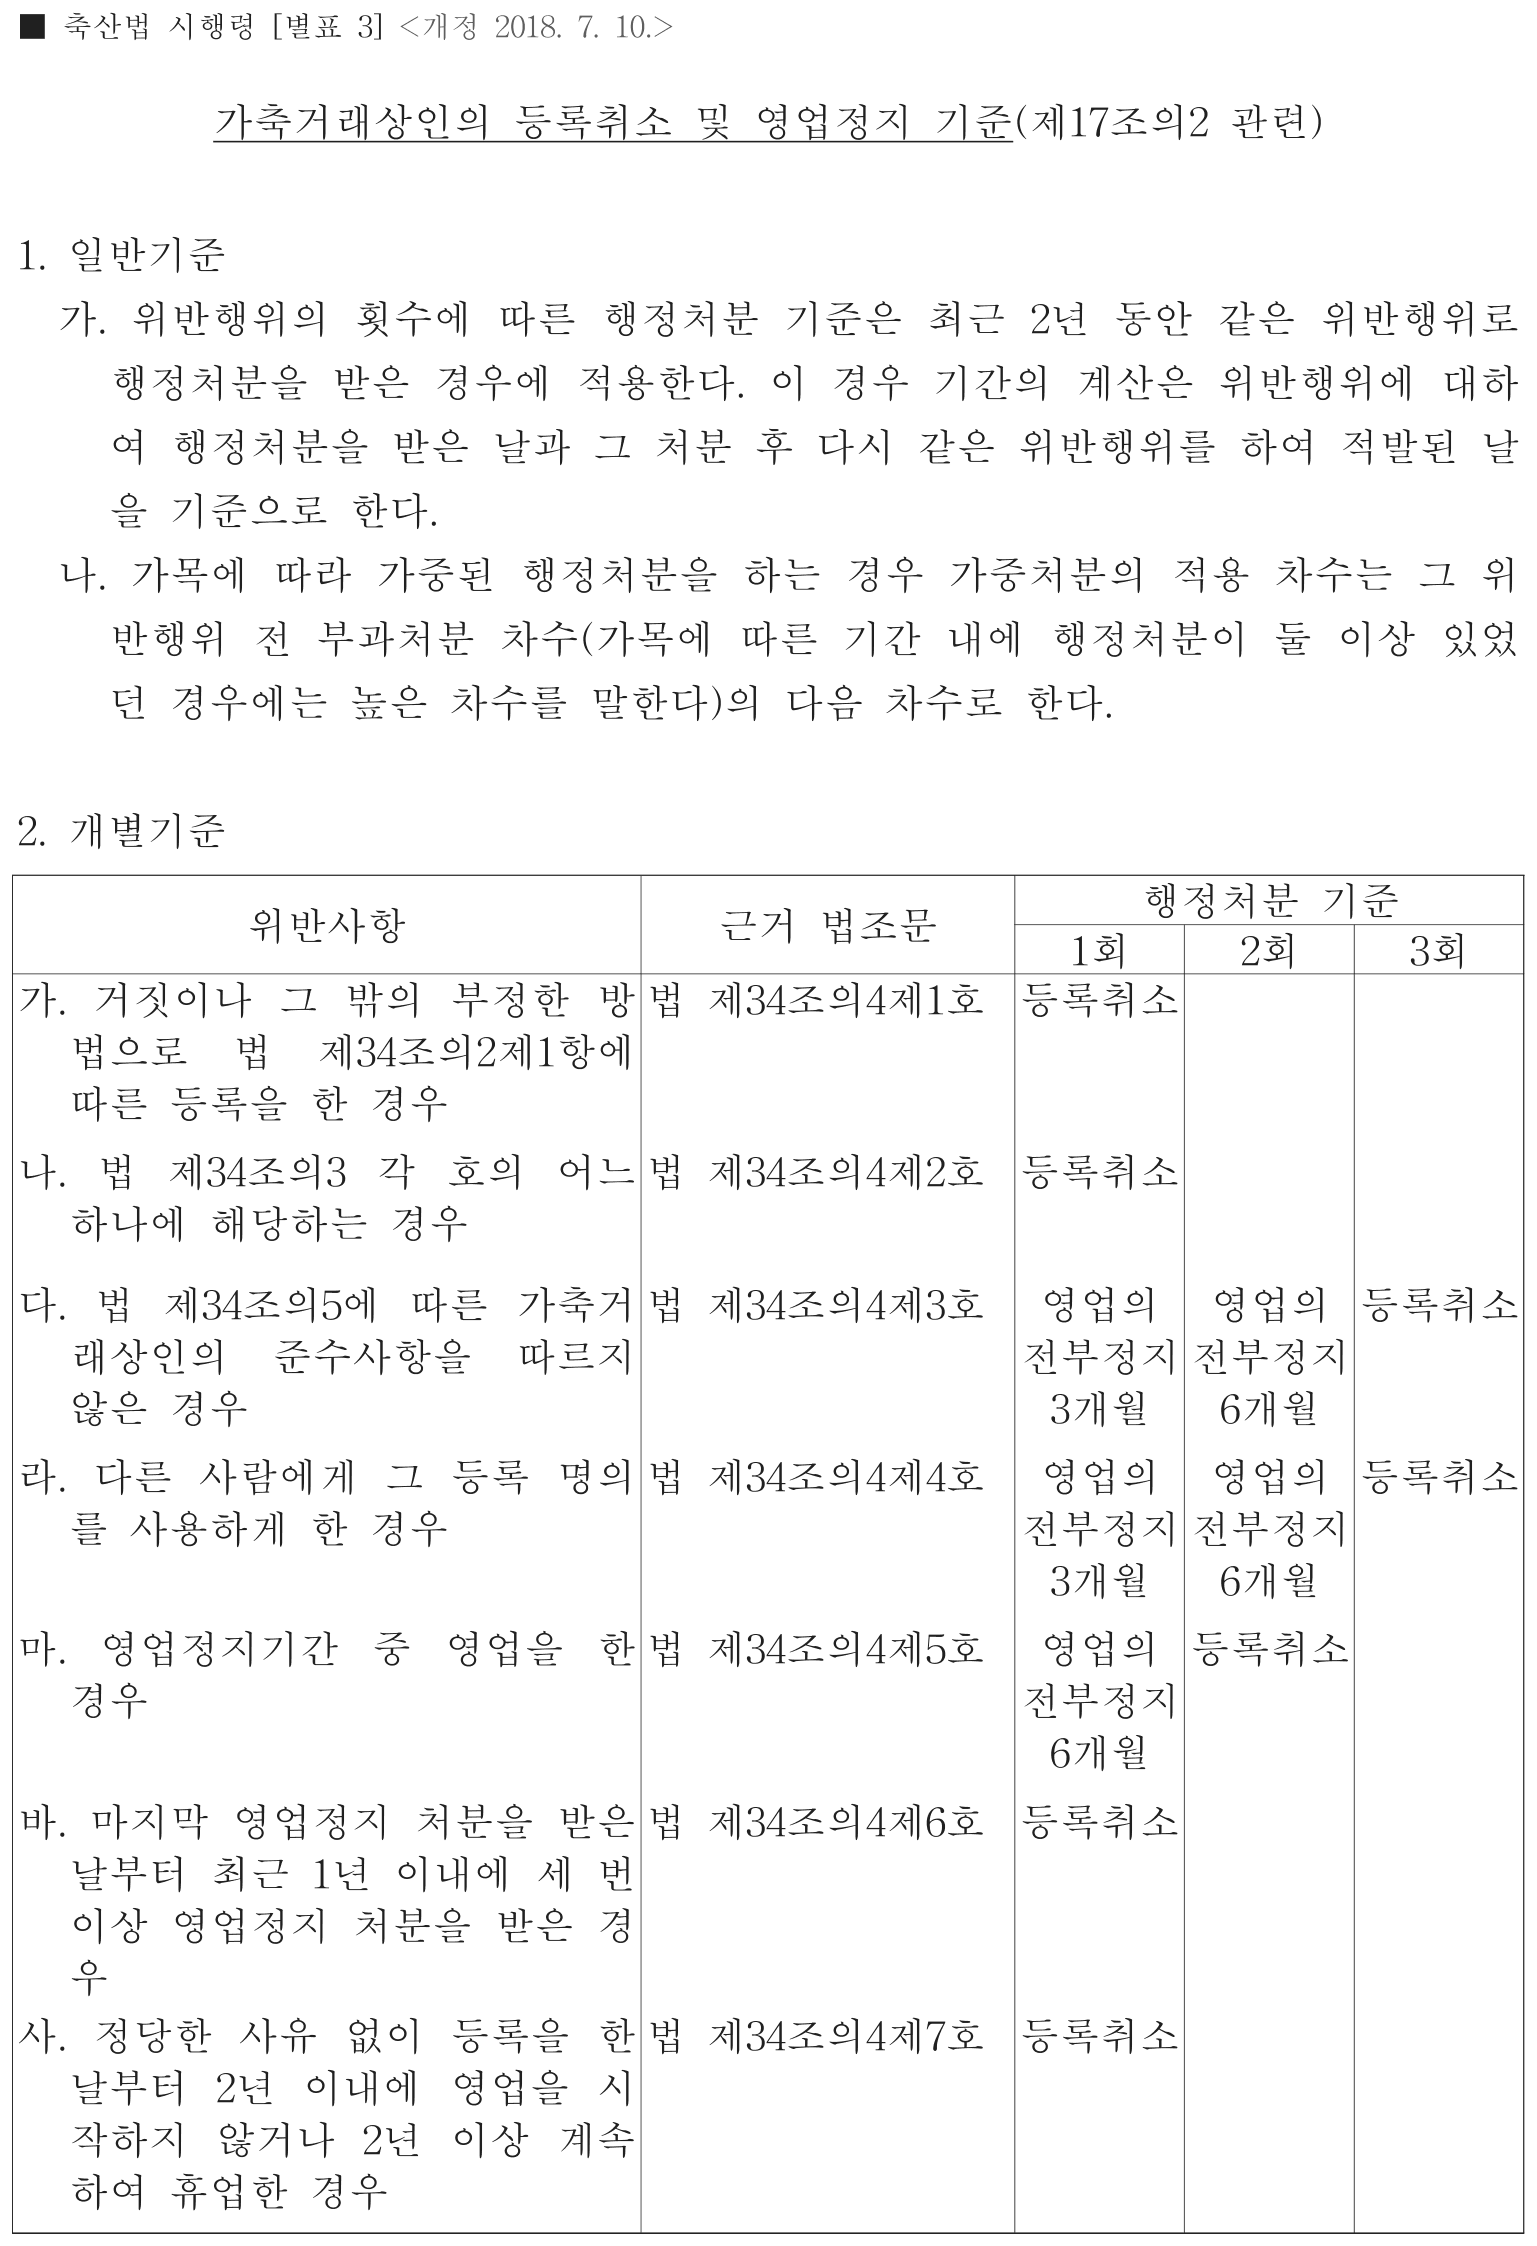 ■ 축산법 시행령 [별표 3] <개정 2018. 7. 10.>
가축거래상인의 등록취소 및 영업정지 기준(제17조의2 관련)
1. 일반기준
가. 위반행위의 횟수에 따른 행정처분 기준은 최근 2년 동안 같은 위반행위로
행정처분을 받은 경우에 적용한다. 이 경우 기간의 계산은 위반행위에 대하
여 행정처분을 받은 날과 그 처분 후 다시 같은 위반행위를 하여 적발된 날
을 기준으로 한다.
나. 가목에 따라 가중된 행정처분을 하는 경우 가중처분의 적용 차수는 그 위
반행위 전 부과처분 차수(가목에 따른 기간 내에 행정처분이 둘 이상 있었
던 경우에는 높은 차수를 말한다)의 다음 차수로 한다.
2. 개별기준
위반사항 근거 법조문 행정처분 기준
1회 2회 3회
가. 거짓이나 그 밖의 부정한 방 법 제34조의4제1호 등록취소
법으로 법 제34조의2제1항에
따른 등록을 한 경우
나. 법 제34조의3 각 호의 어느 법 제34조의4제2호 등록취소
하나에 해당하는 경우
다. 법 제34조의5에 따른 가축거 법 제34조의4제3호 영업의 영업의 등록취소
래상인의 준수사항을 따르지 전부정지 전부정지
않은 경우 3개월 6개월
라. 다른 사람에게 그 등록 명의 법 제34조의4제4호 영업의 영업의 등록취소
를 사용하게 한 경우 전부정지 전부정지
3개월 6개월
마. 영업정지기간 중 영업을 한 법 제34조의4제5호 영업의 등록취소
경우 전부정지
6개월
바. 마지막 영업정지 처분을 받은 법 제34조의4제6호 등록취소
날부터 최근 1년 이내에 세 번
이상 영업정지 처분을 받은 경
우
사. 정당한 사유 없이 등록을 한 법 제34조의4제7호 등록취소
날부터 2년 이내에 영업을 시
작하지 않거나 2년 이상 계속
하여 휴업한 경우